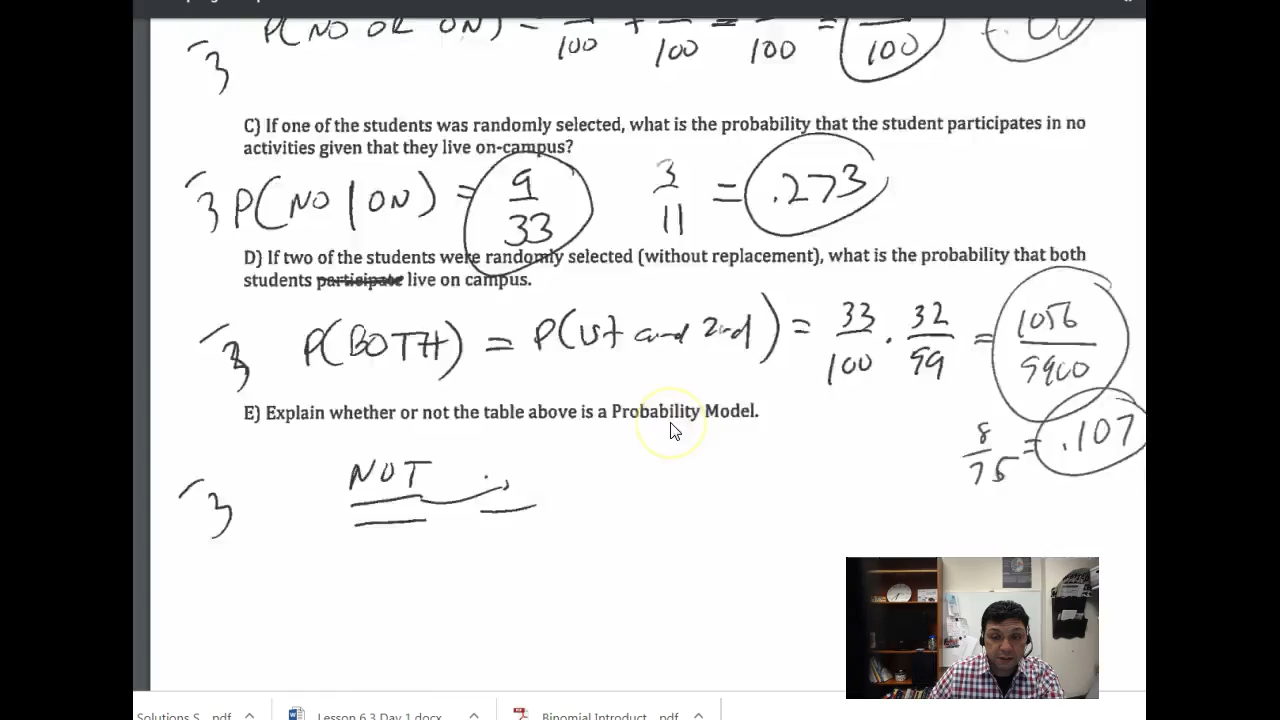 P(NO OR ON) = 100 + 100 = 100 = 100
-3
C) If one of the students was randomly selected, what is the probability that the student participates in no
activities given that they live on-campus?
-3 P(NO | ON) = 9/33 3/11 = .273
D) If two of the students were randomly selected (without replacement), what is the probability that both
students participate live on campus.
-3 P(BOTH) = P(1st and 2nd) = 33/100 . 32/99 = 1056/9900
E) Explain whether or not the table above is a Probability Model.
8/75 = .107
-3 NOT
Solutions S...pdf Lesson 6.3 Day 1.docx Binomial Introduct...pdf